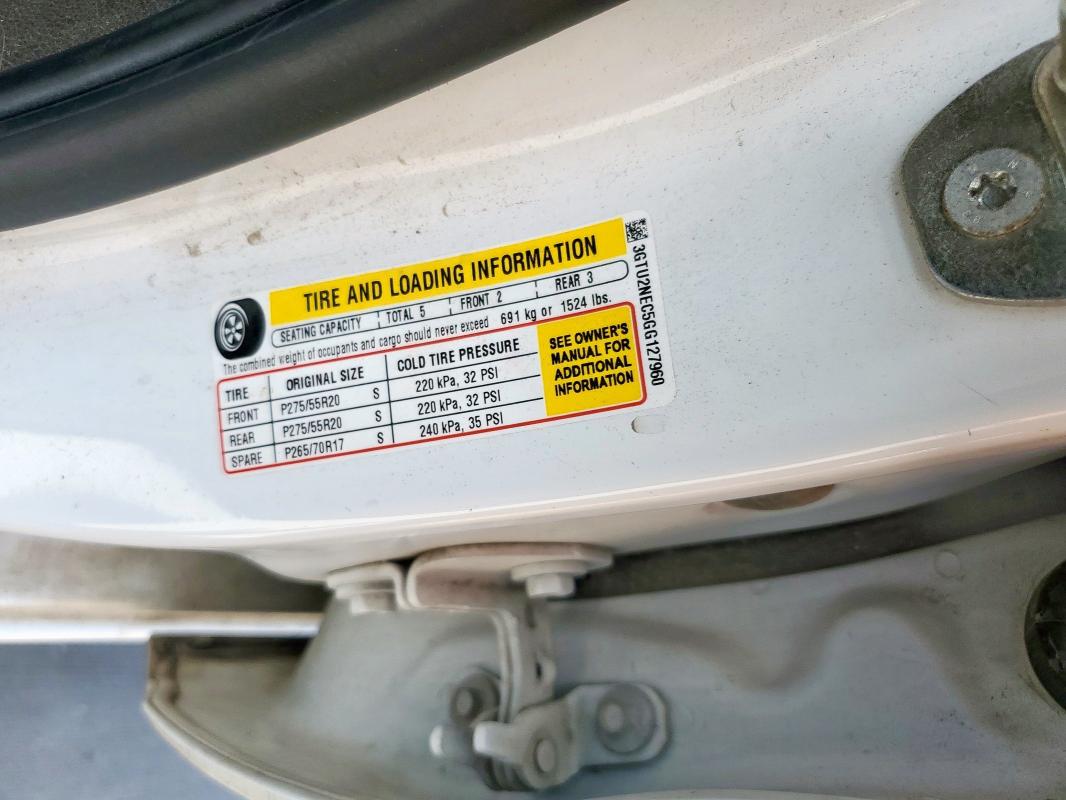 TIRE AND LOADING INFORMATION
SEATING CAPACITY TOTAL 5 FRONT 2 REAR 3
The combined weight of occupants and cargo should never exceed 691 kg or 1524 lbs.
TIRE ORIGINAL SIZE COLD TIRE PRESSURE
FRONT P275/55R20 S 220 kPa, 32 PSI
REAR P275/55R20 S 220 kPa, 32 PSI
SPARE P265/70R17 S 240 kPa, 35 PSI
SEE OWNER'S
MANUAL FOR
ADDITIONAL
INFORMATION
3GTU2NEC5GG127960